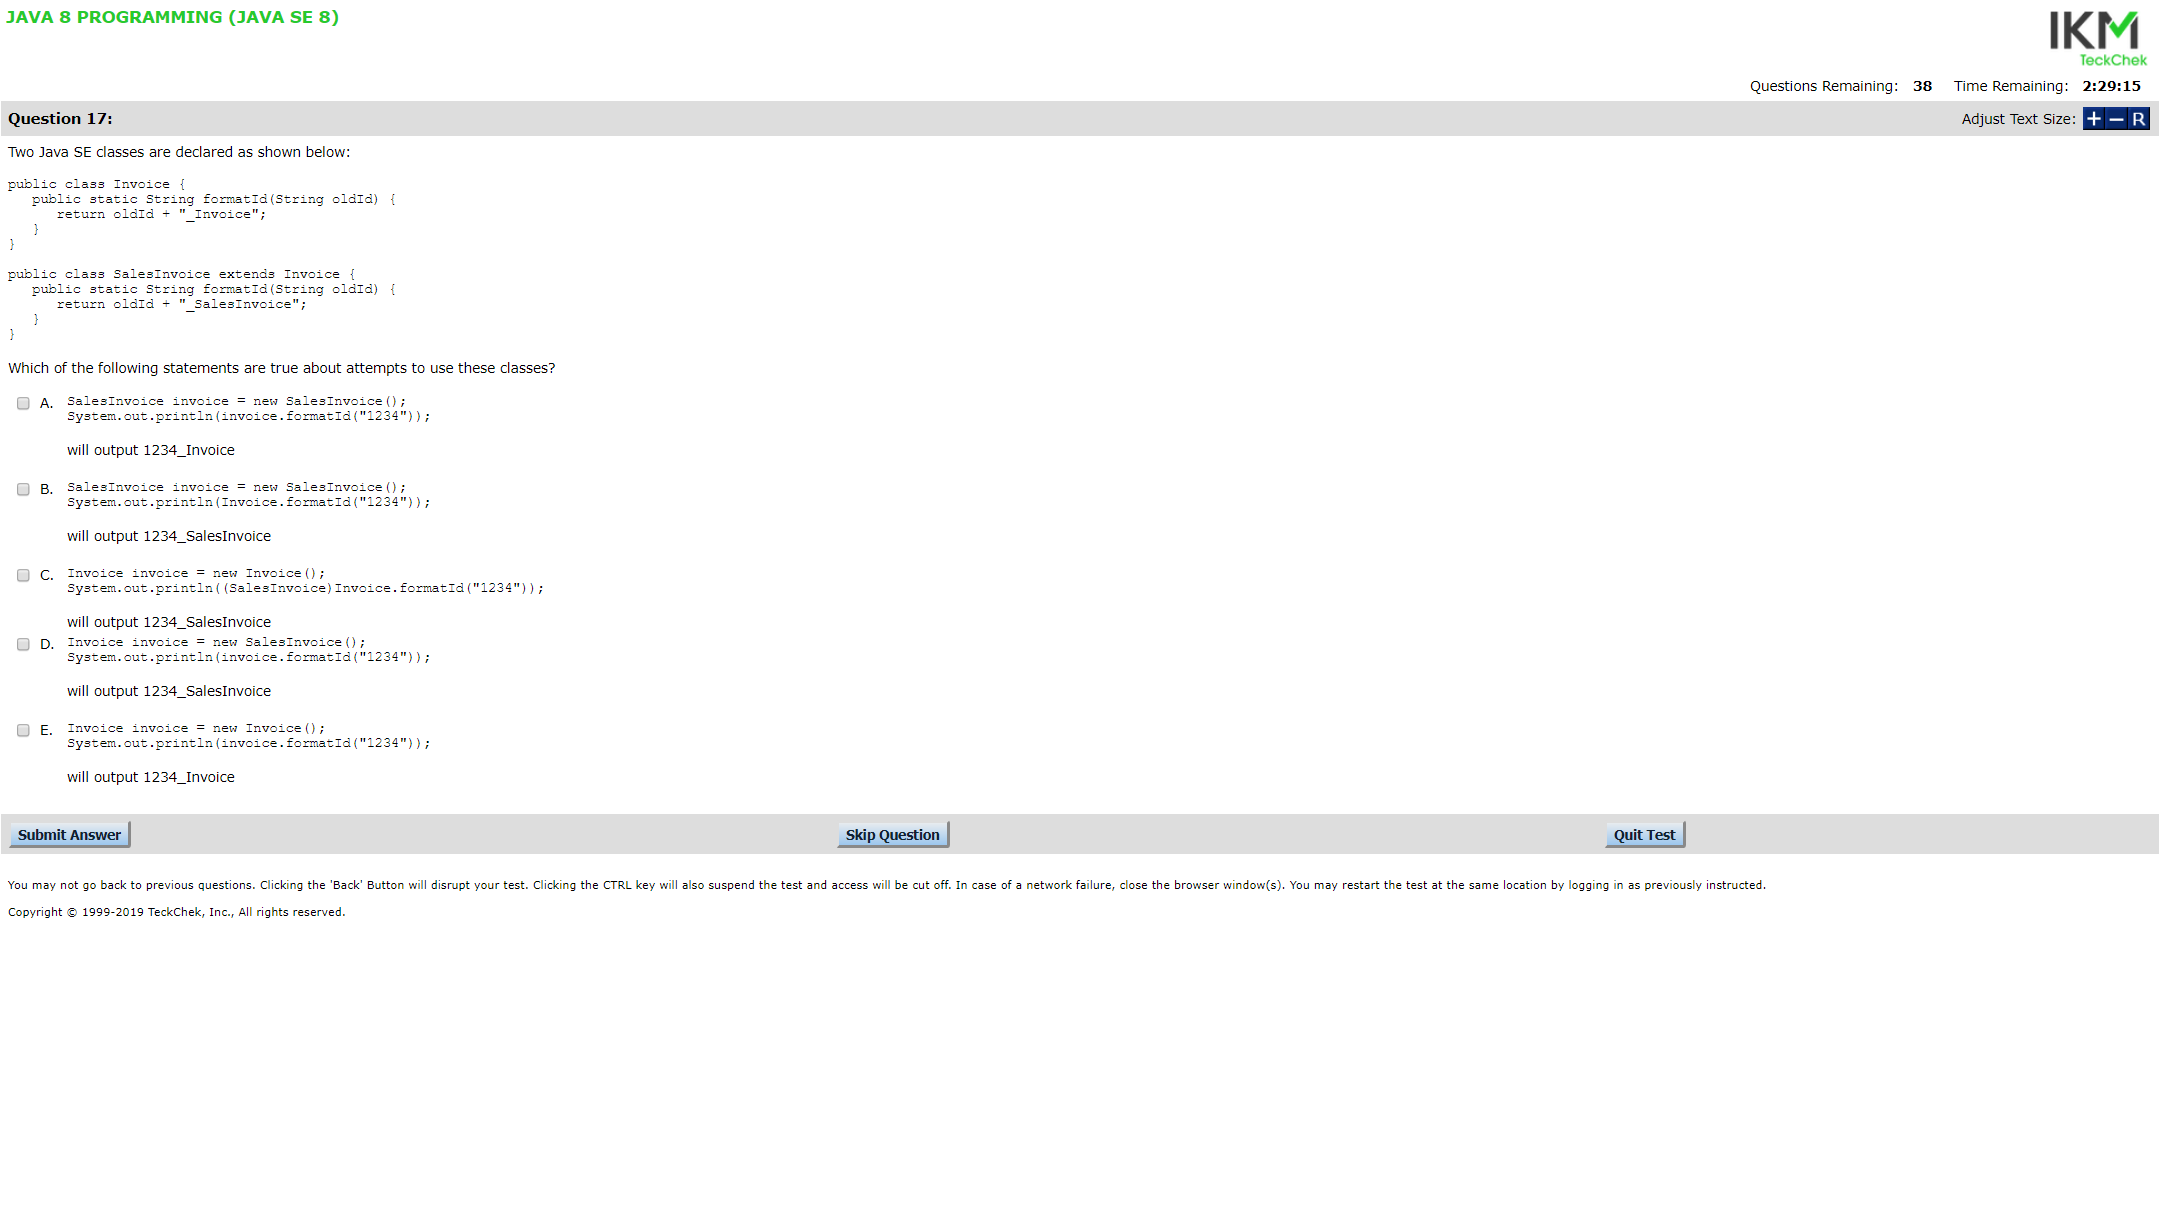 JAVA 8 PROGRAMMING (JAVA SE 8)
IKM
TeckChek
Questions Remaining: 38 Time Remaining: 2:29:15
Question 17:
Adjust Text Size: + − R
Two Java SE classes are declared as shown below:
public class Invoice {
   public static String formatId(String oldId) {
      return oldId + "_Invoice";
   }
}
public class SalesInvoice extends Invoice {
   public static String formatId(String oldId) {
      return oldId + "_SalesInvoice";
   }
}
Which of the following statements are true about attempts to use these classes?
A. SalesInvoice invoice = new SalesInvoice();
System.out.println(invoice.formatId("1234"));
will output 1234_Invoice
B. SalesInvoice invoice = new SalesInvoice();
System.out.println(Invoice.formatId("1234"));
will output 1234_SalesInvoice
C. Invoice invoice = new Invoice();
System.out.println((SalesInvoice)Invoice.formatId("1234"));
will output 1234_SalesInvoice
D. Invoice invoice = new SalesInvoice();
System.out.println(invoice.formatId("1234"));
will output 1234_SalesInvoice
E. Invoice invoice = new Invoice();
System.out.println(invoice.formatId("1234"));
will output 1234_Invoice
Submit Answer
Skip Question
Quit Test
You may not go back to previous questions. Clicking the 'Back' Button will disrupt your test. Clicking the CTRL key will also suspend the test and access will be cut off. In case of a network failure, close the browser window(s). You may restart the test at the same location by logging in as previously instructed.
Copyright © 1999-2019 TeckChek, Inc., All rights reserved.